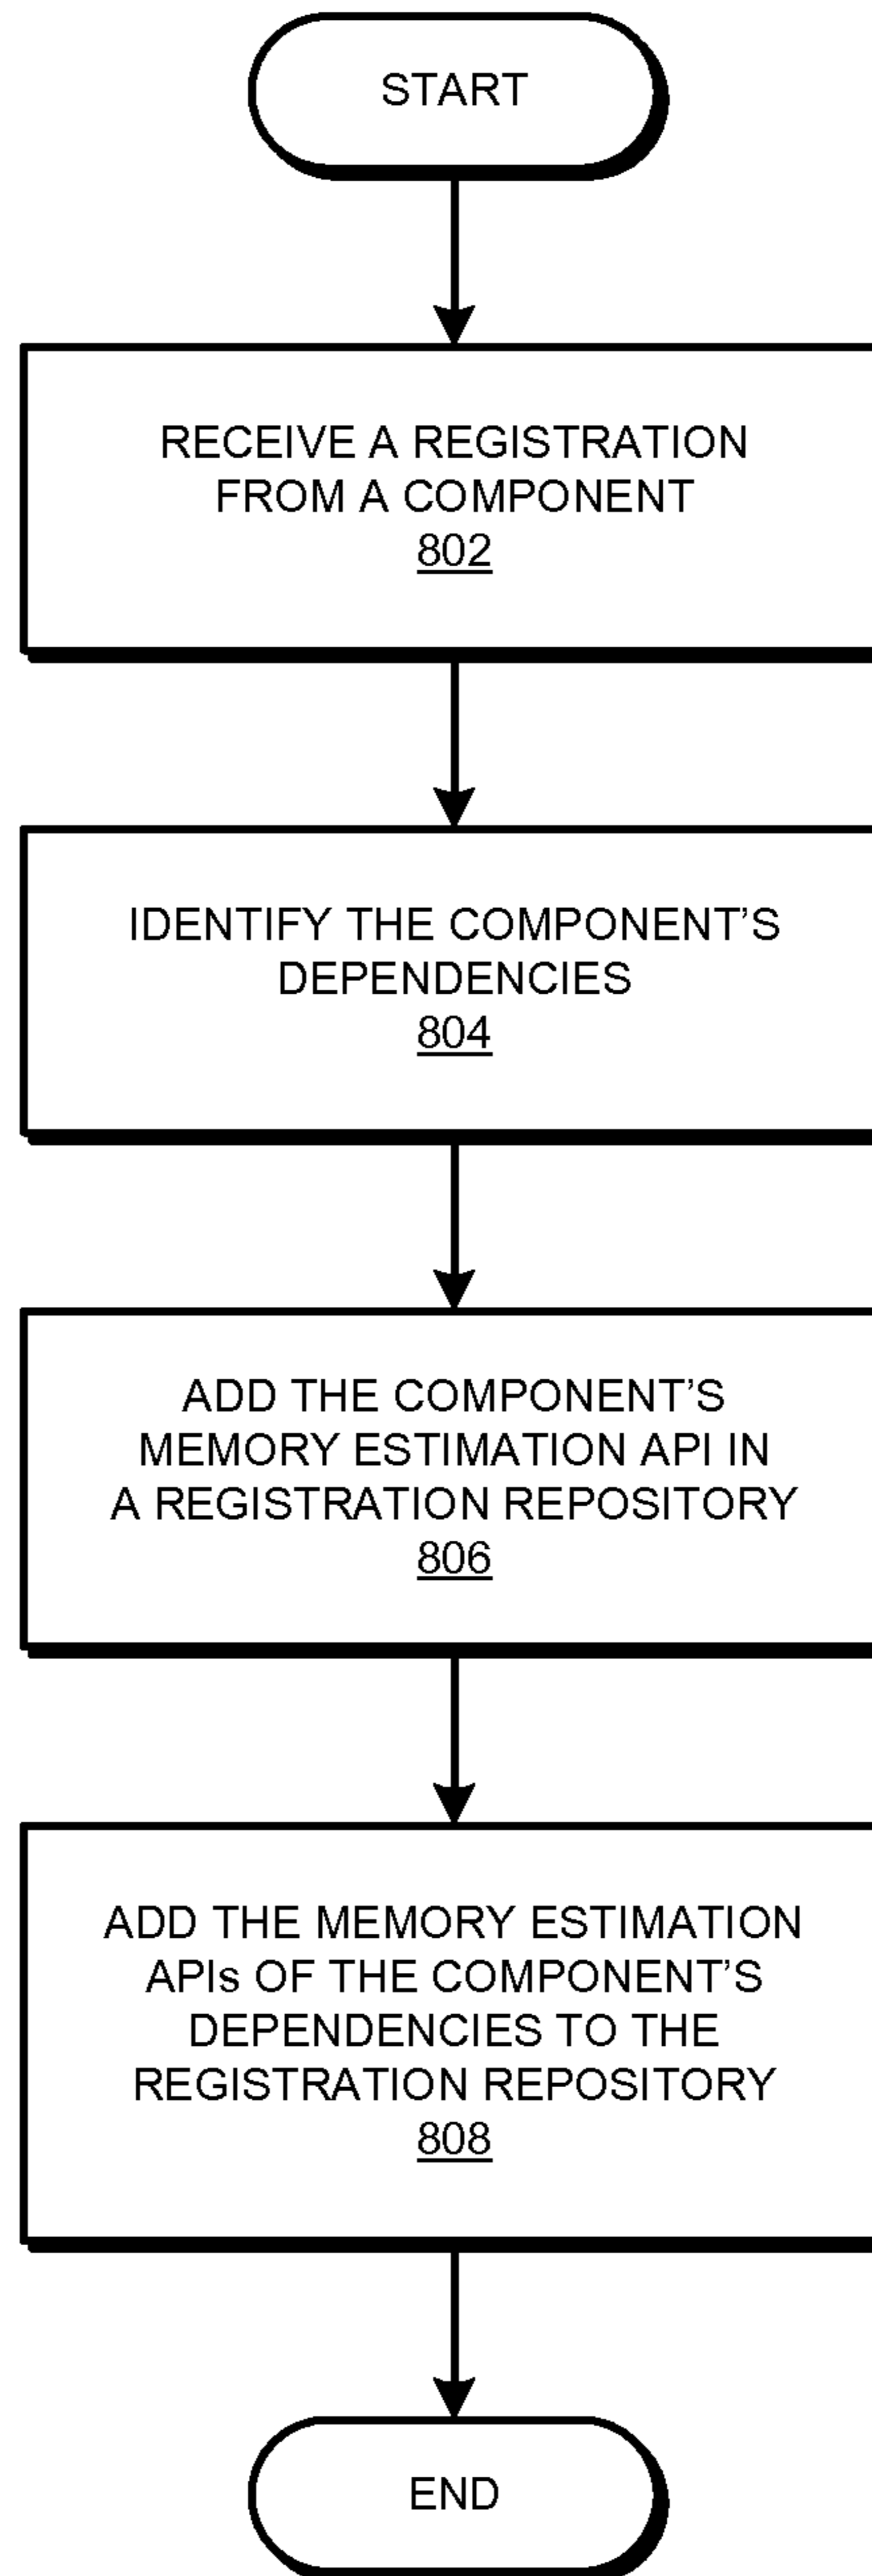 START
RECEIVE A REGISTRATION
FROM A COMPONENT
802
IDENTIFY THE COMPONENT’S
DEPENDENCIES
804
ADD THE COMPONENT’S
MEMORY ESTIMATION API IN
A REGISTRATION REPOSITORY
806
ADD THE MEMORY ESTIMATION
APIs OF THE COMPONENT’S
DEPENDENCIES TO THE
REGISTRATION REPOSITORY
808
END